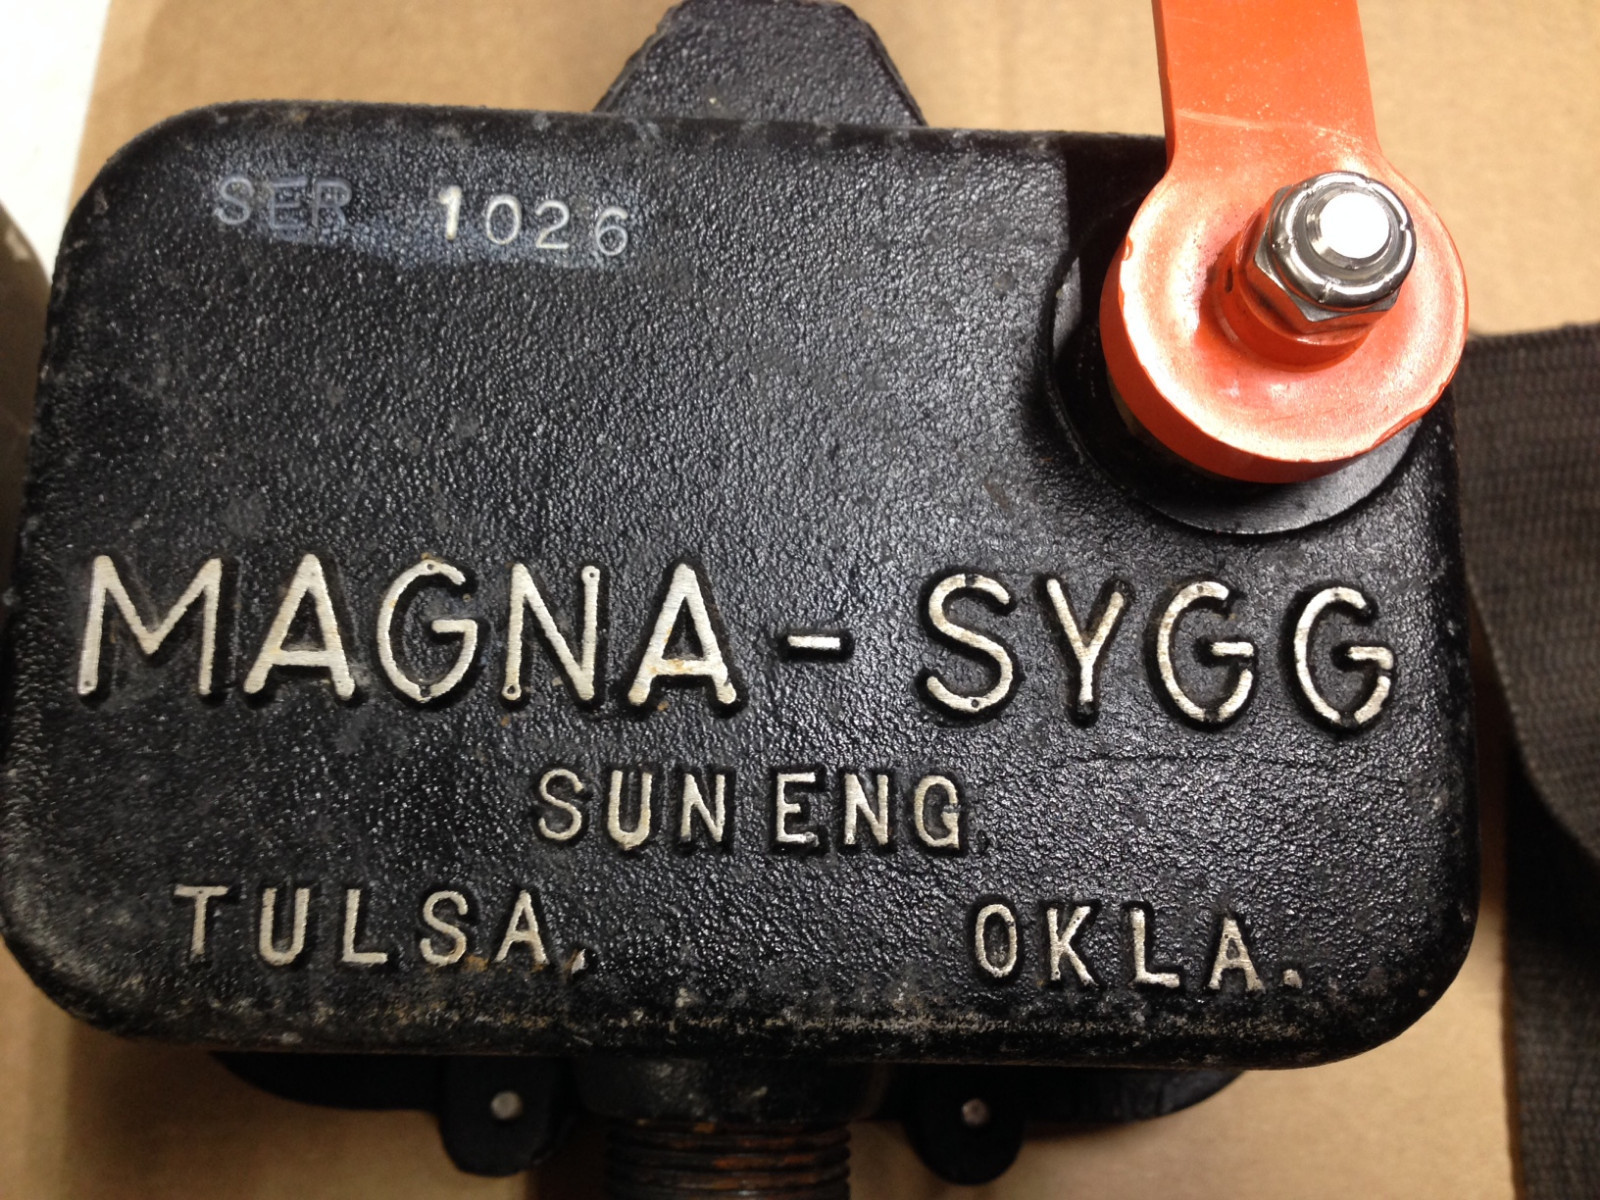 SER 1026
MAGNA-SYGG
SUN ENG.
TULSA, OKLA.